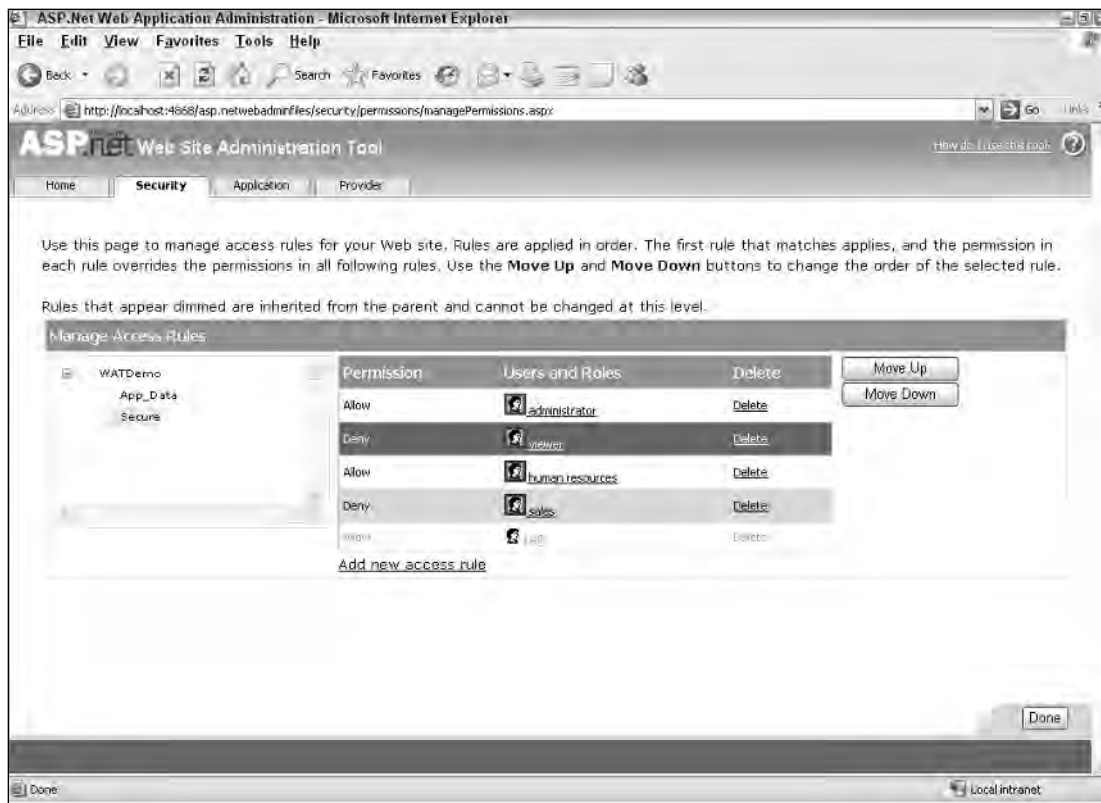 ASP.Net Web Application Administration - Microsoft Internet Explorer
File Edit View Favorites Tools Help
Back Search Favorites
Address http://localhost:4868/asp.netwebadminfiles/security/permissions/managePermissions.aspx Go Links
ASP.net Web Site Administration Tool How do I use this tool?
Home Security Application Provider
Use this page to manage access rules for your Web site. Rules are applied in order. The first rule that matches applies, and the permission in
each rule overrides the permissions in all following rules. Use the Move Up and Move Down buttons to change the order of the selected rule.
Rules that appear dimmed are inherited from the parent and cannot be changed at this level.
Manage Access Rules
WATDemo
App_Data
Secure
Permission Users and Roles Delete
Allow administrator Delete
Deny viewer Delete
Allow human resources Delete
Deny sales Delete
Allow [all] Delete
Add new access rule
Move Up
Move Down
Done
Done Local intranet